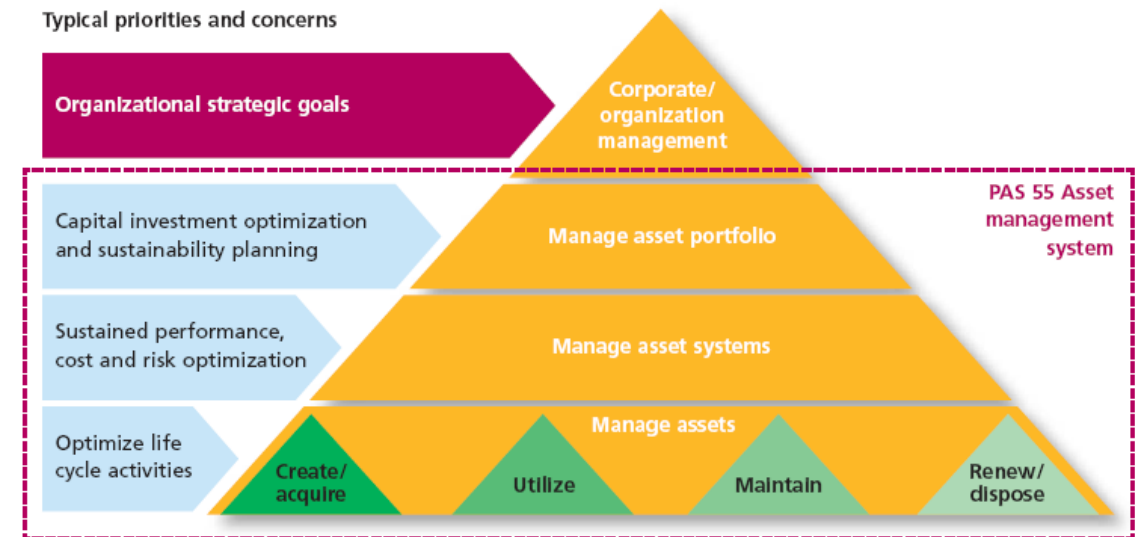 Typical priorities and concerns
Organizational strategic goals
Corporate/
organization
management
PAS 55 Asset
management
system
Capital investment optimization
and sustainability planning
Manage asset portfolio
Sustained performance,
cost and risk optimization
Manage asset systems
Optimize life
cycle activities
Manage assets
Create/
acquire
Utilize
Maintain
Renew/
dispose